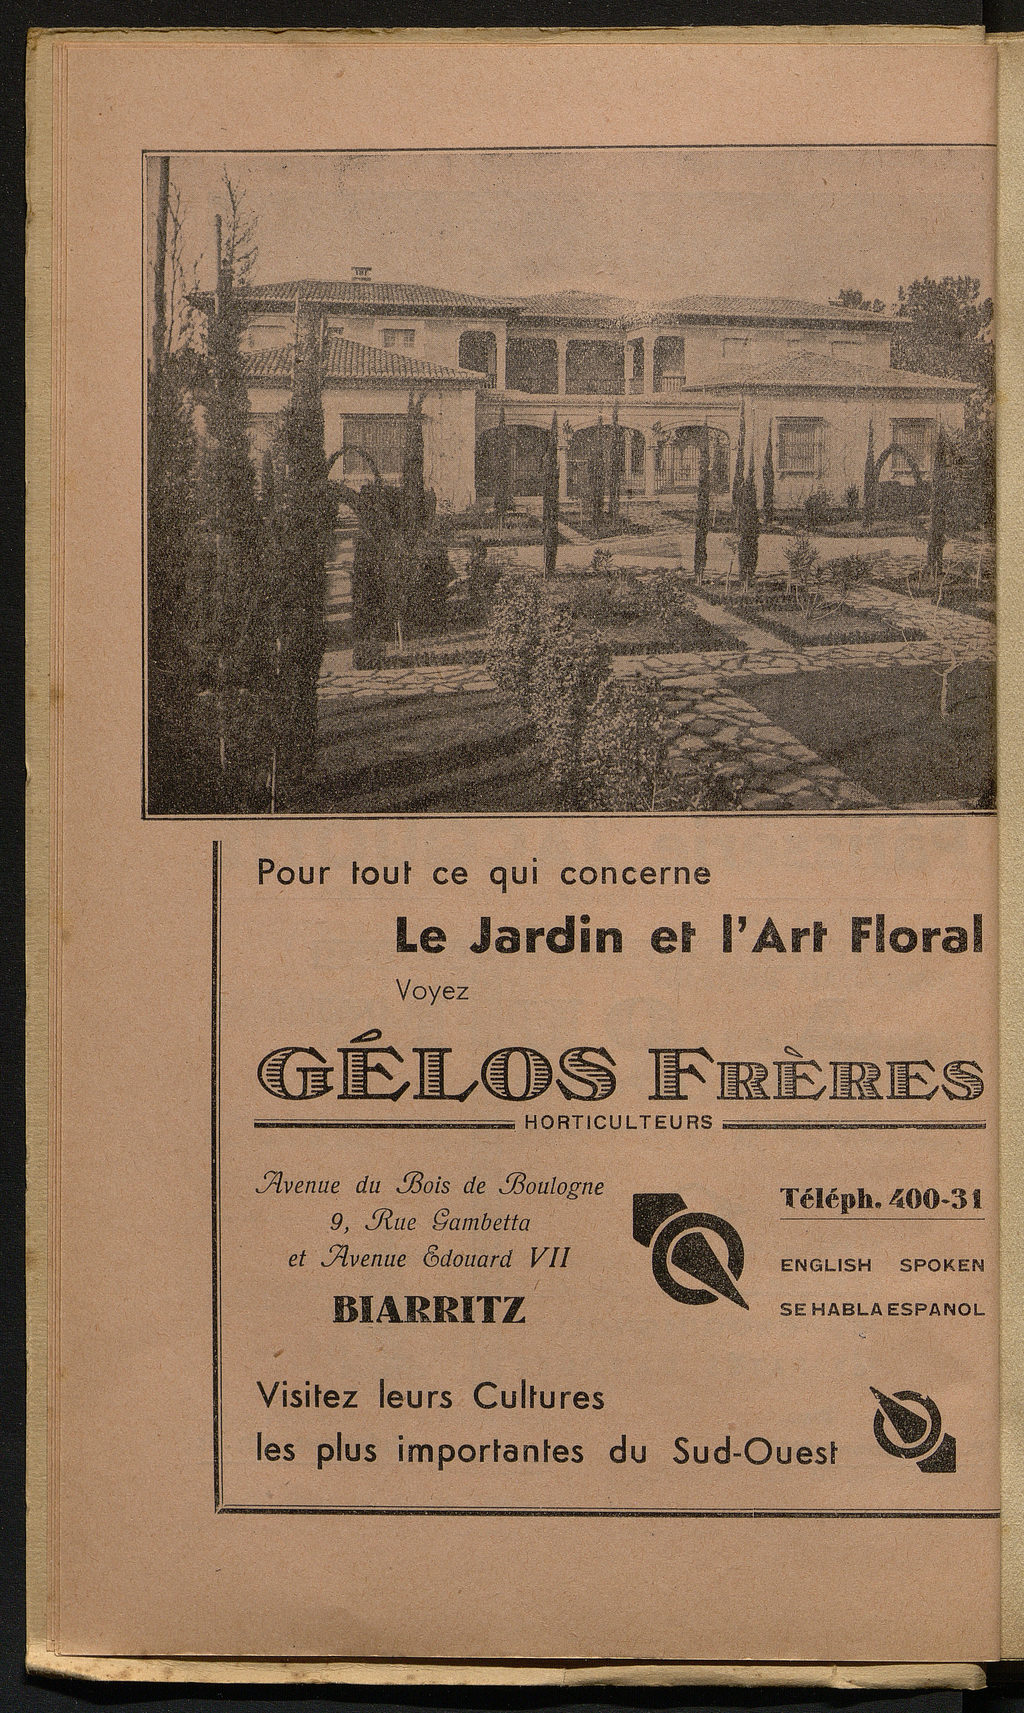 Pour tout ce qui concerne
Le Jardin et l'Art Floral
Voyez
GÉLOS FRÈRES
HORTICULTEURS
Avenue du Bois de Boulogne
9, Rue Gambetta
et Avenue Edouard VII
BIARRITZ
Téléph. 400-31
ENGLISH SPOKEN
SE HABLA ESPANOL
Visitez leurs Cultures
les plus importantes du Sud-Ouest